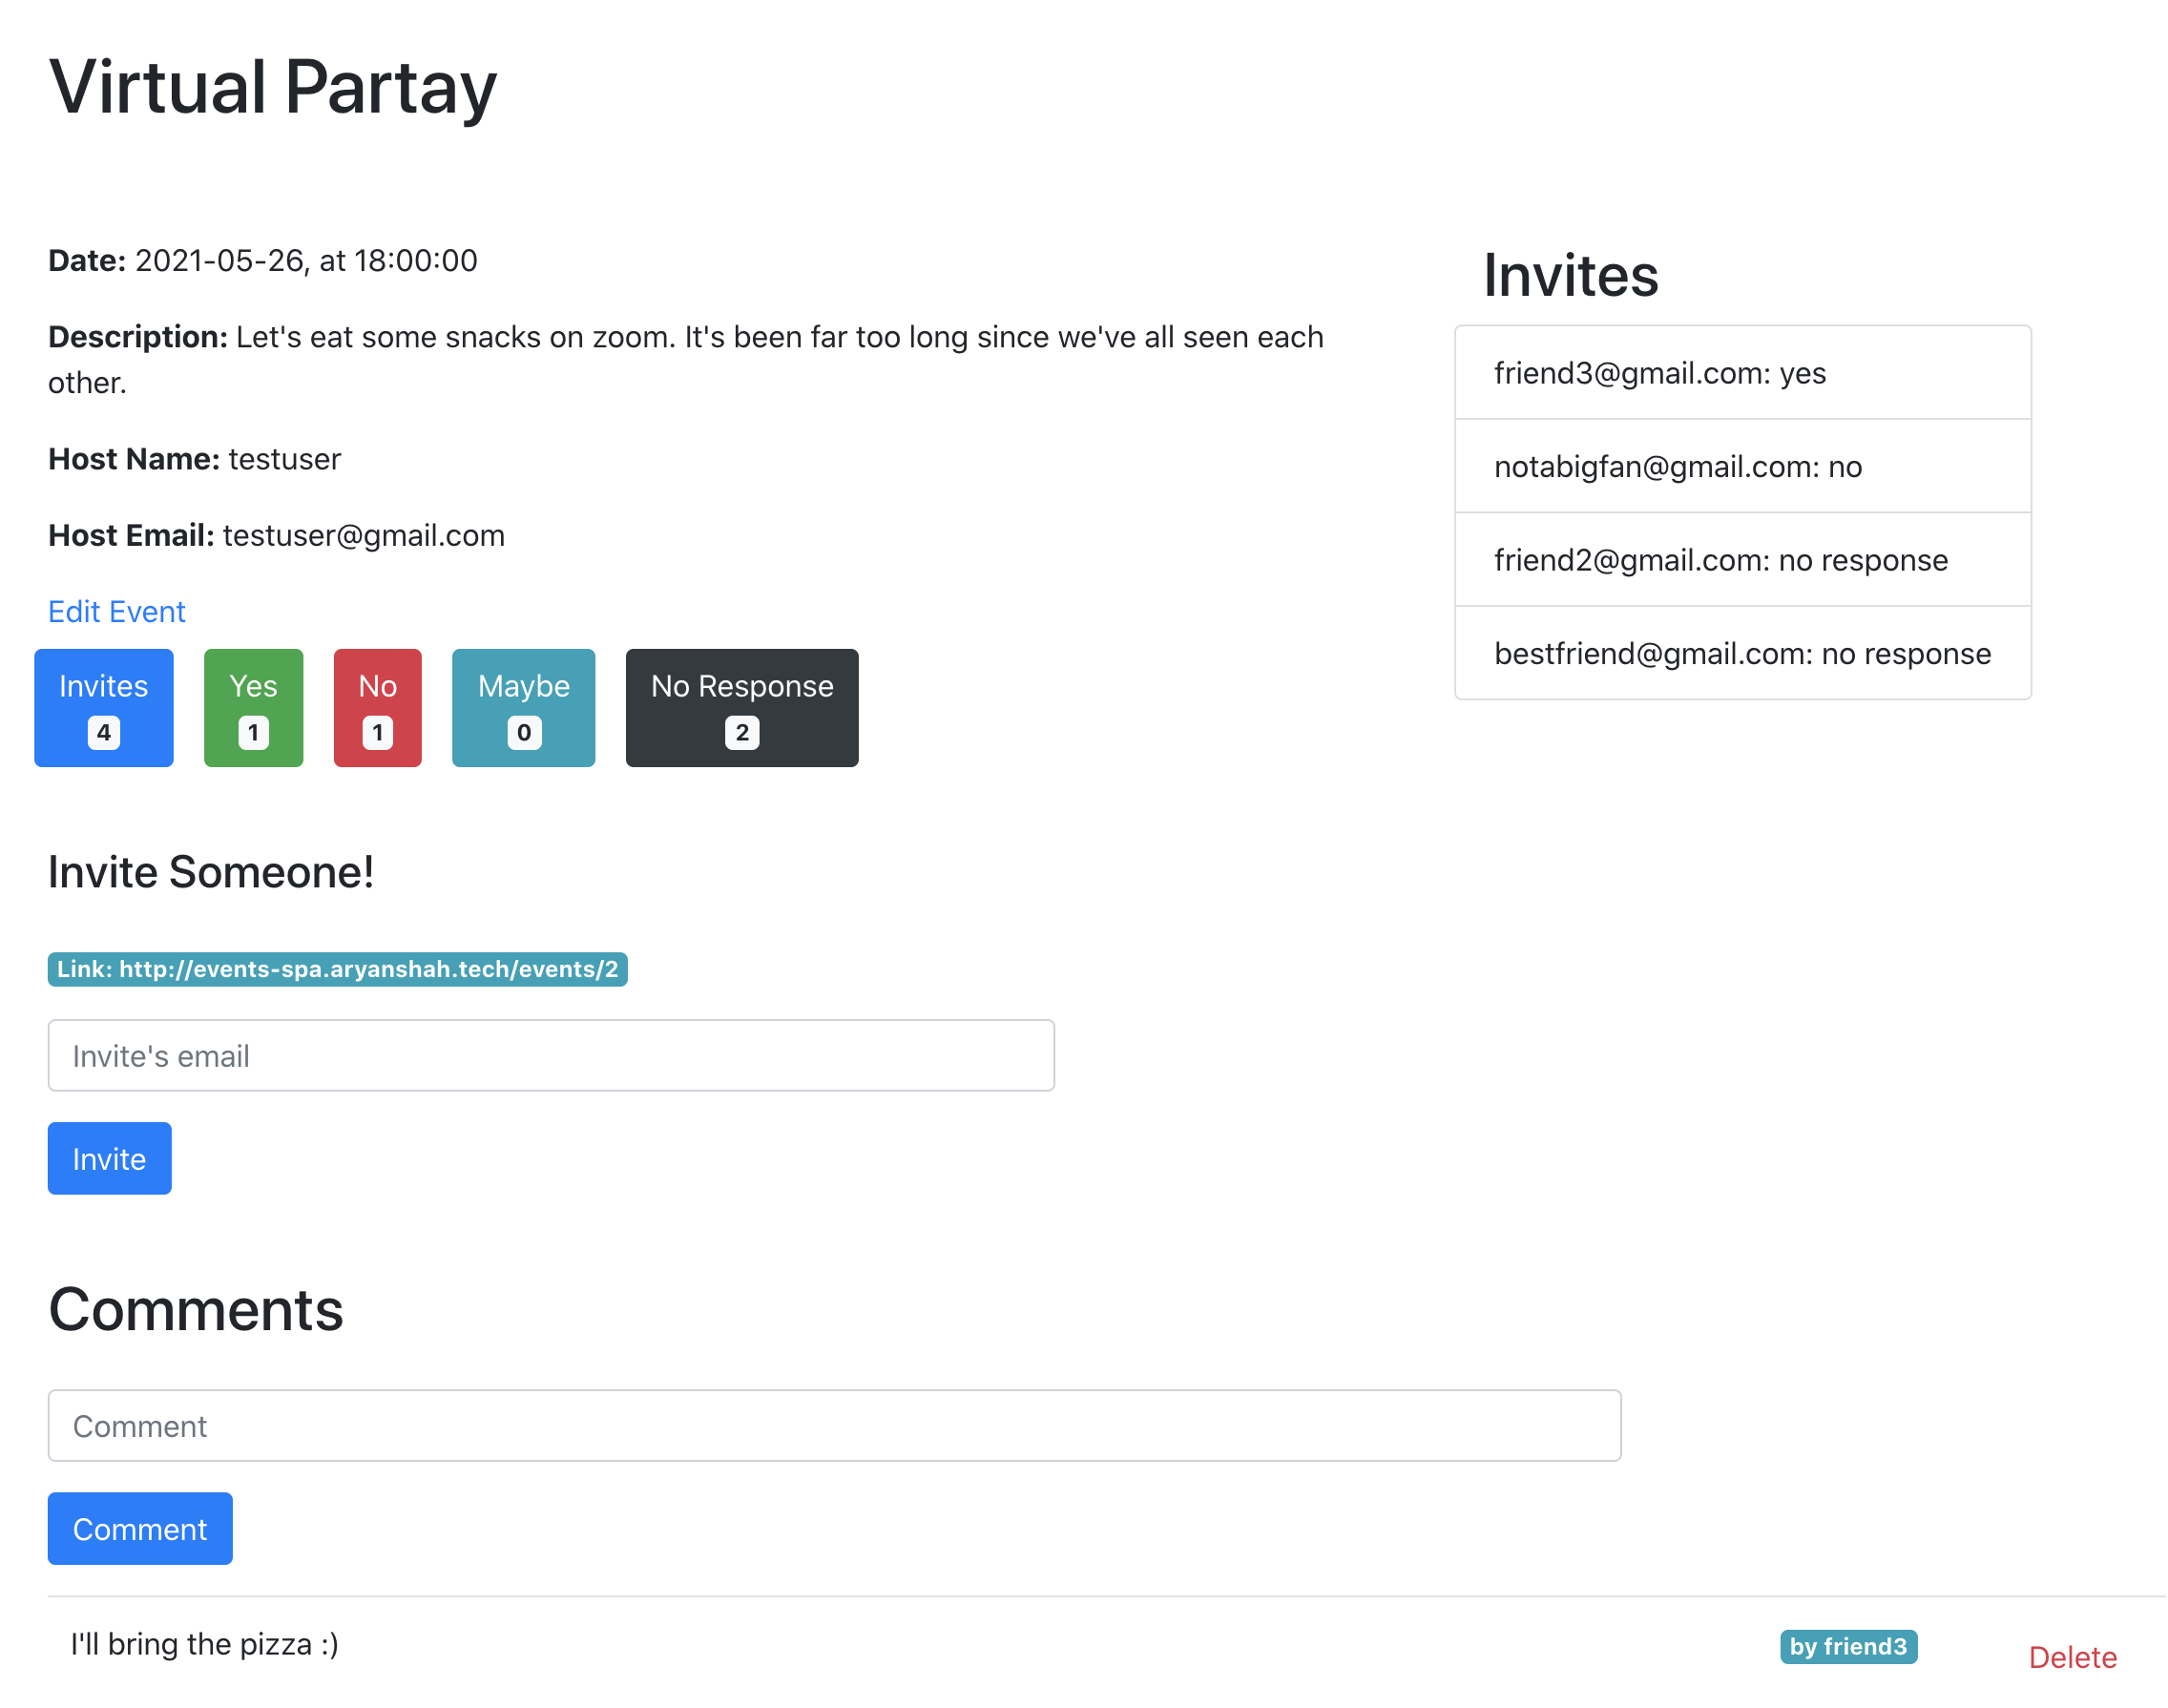 Virtual Partay
Date: 2021-05-26, at 18:00:00
Description: Let's eat some snacks on zoom. It's been far too long since we've all seen each
other.
Host Name: testuser
Host Email: testuser@gmail.com
Edit Event
Invites
4
Yes
1
No
1
Maybe
0
No Response
2
Invites
friend3@gmail.com: yes
notabigfan@gmail.com: no
friend2@gmail.com: no response
bestfriend@gmail.com: no response
Invite Someone!
Link: http://events-spa.aryanshah.tech/events/2
Invite's email
Invite
Comments
Comment
Comment
I'll bring the pizza :)
by friend3
Delete